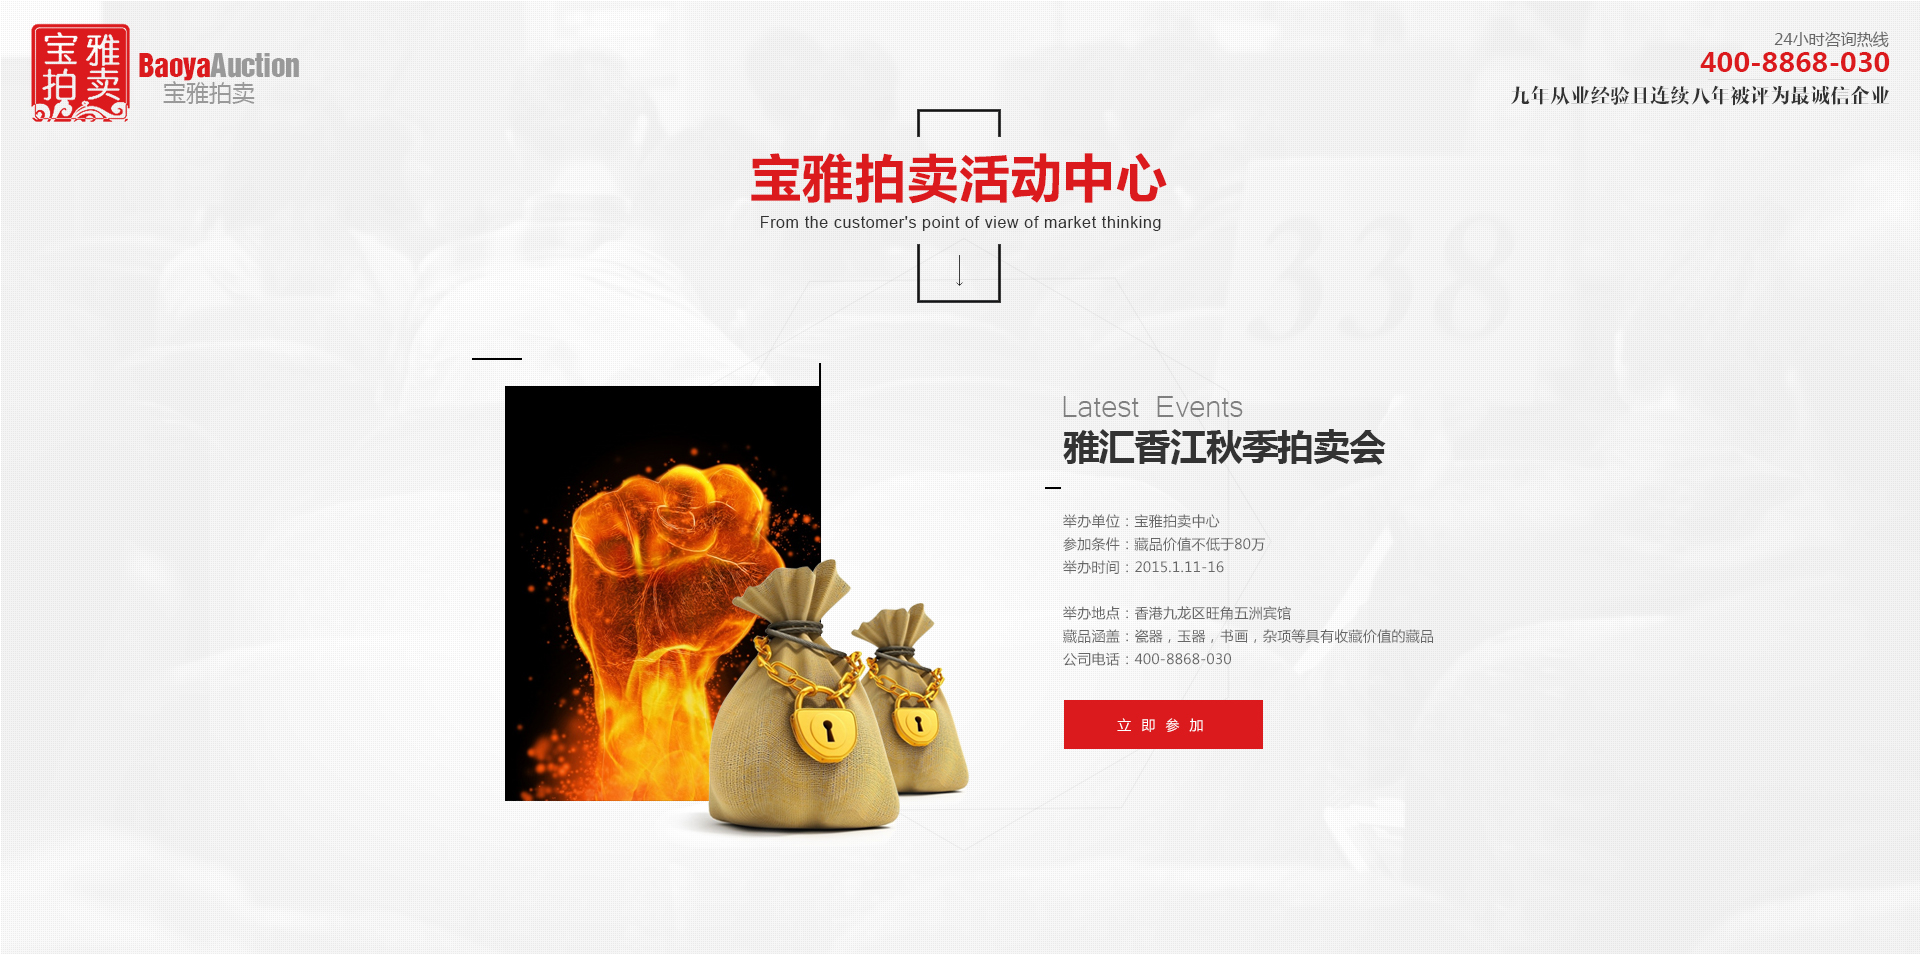 宝雅
拍卖
BaoyaAuction
宝雅拍卖
24小时咨询热线
400-8868-030
九年从业经验且连续八年被评为最诚信企业
宝雅拍卖活动中心
From the customer's point of view of market thinking
338
Latest Events
雅汇香江秋季拍卖会
举办单位：宝雅拍卖中心
参加条件：藏品价值不低于80万
举办时间：2015.1.11-16
举办地点：香港九龙区旺角五洲宾馆
藏品涵盖：瓷器，玉器，书画，杂项等具有收藏价值的藏品
公司电话：400-8868-030
立即参加